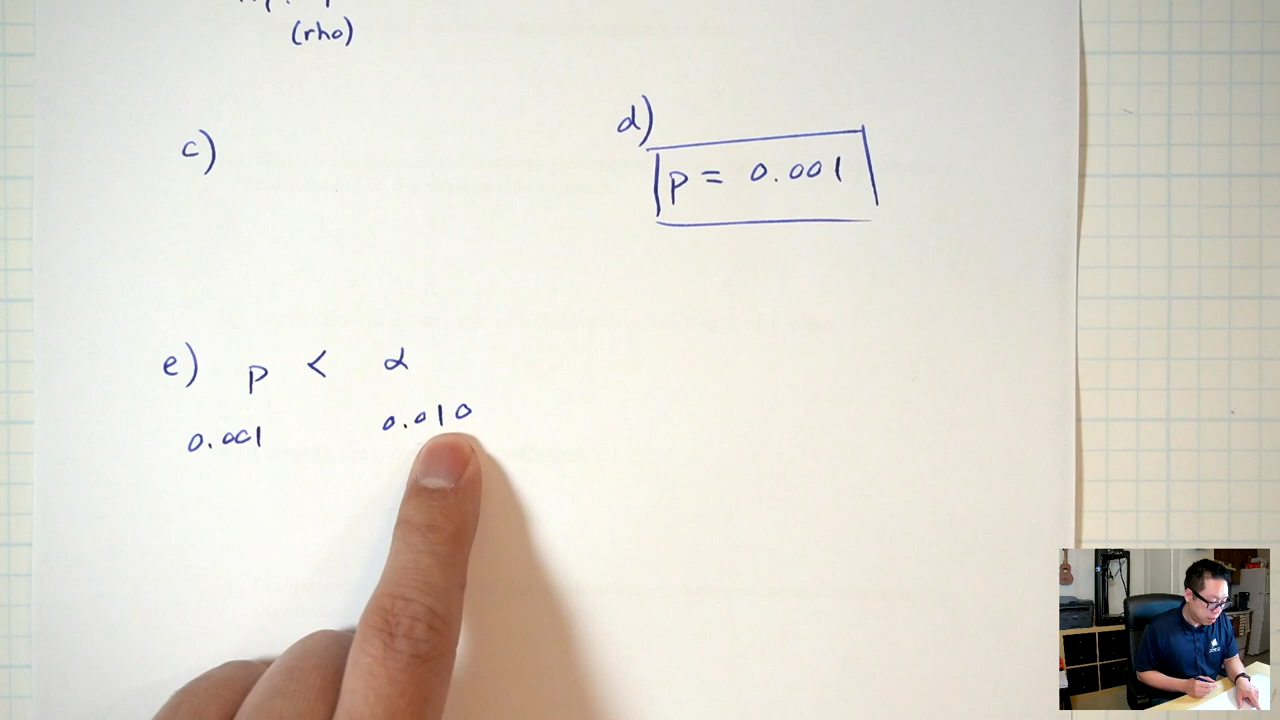 (rho)
c)
d)
p = 0.001
e) p < α
0.001 0.010